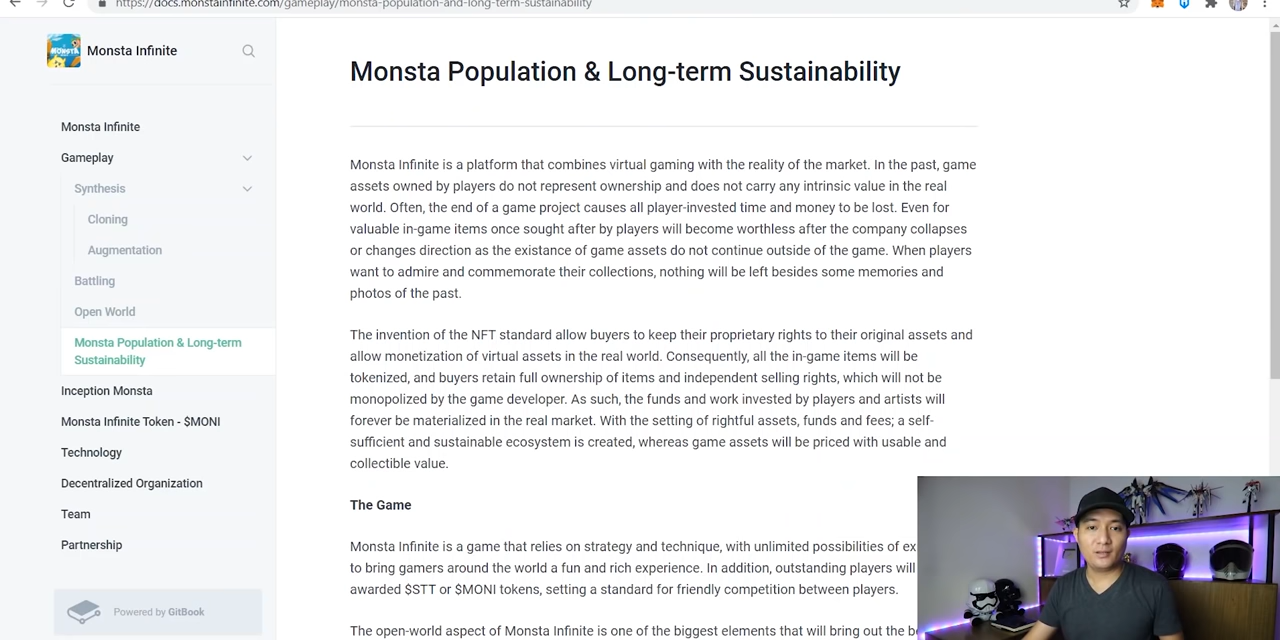 https://docs.monstainfinite.com/gameplay/monsta-population-and-long-term-sustainability
Monsta Infinite
Monsta Infinite
Gameplay
Synthesis
Cloning
Augmentation
Battling
Open World
Monsta Population & Long-term
Sustainability
Inception Monsta
Monsta Infinite Token - $MONI
Technology
Decentralized Organization
Team
Partnership
Powered by GitBook
Monsta Population & Long-term Sustainability
Monsta Infinite is a platform that combines virtual gaming with the reality of the market. In the past, game
assets owned by players do not represent ownership and does not carry any intrinsic value in the real
world. Often, the end of a game project causes all player-invested time and money to be lost. Even for
valuable in-game items once sought after by players will become worthless after the company collapses
or changes direction as the existance of game assets do not continue outside of the game. When players
want to admire and commemorate their collections, nothing will be left besides some memories and
photos of the past.
The invention of the NFT standard allow buyers to keep their proprietary rights to their original assets and
allow monetization of virtual assets in the real world. Consequently, all the in-game items will be
tokenized, and buyers retain full ownership of items and independent selling rights, which will not be
monopolized by the game developer. As such, the funds and work invested by players and artists will
forever be materialized in the real market. With the setting of rightful assets, funds and fees; a self-
sufficient and sustainable ecosystem is created, whereas game assets will be priced with usable and
collectible value.
The Game
Monsta Infinite is a game that relies on strategy and technique, with unlimited possibilities of ex
to bring gamers around the world a fun and rich experience. In addition, outstanding players will
awarded $STT or $MONI tokens, setting a standard for friendly competition between players.
The open-world aspect of Monsta Infinite is one of the biggest elements that will bring out the